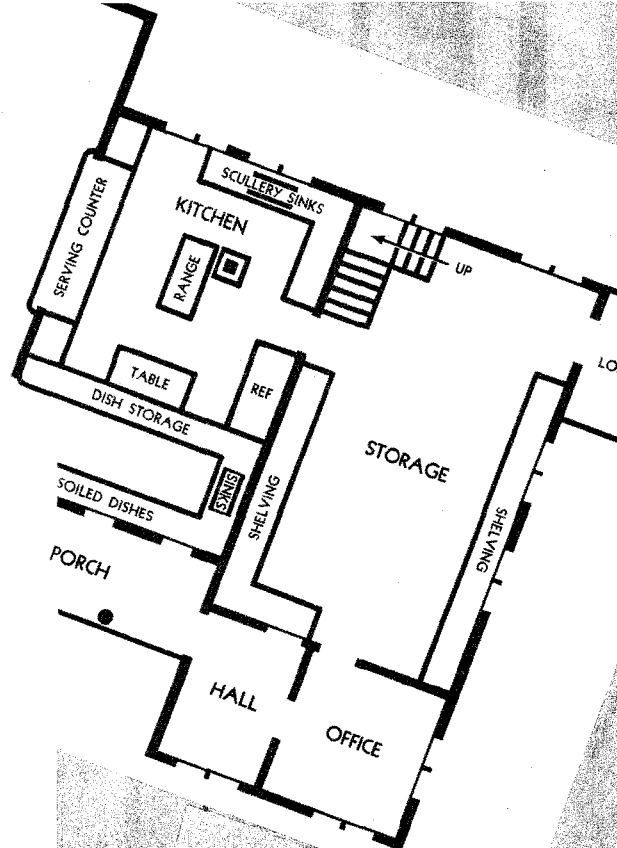 SCULLERY SINKS
KITCHEN
SERVING COUNTER
RANGE
UP
LO
TABLE
REF
DISH STORAGE
STORAGE
SINKS
SOILED DISHES
SHELVING
SHELVING
PORCH
HALL
OFFICE